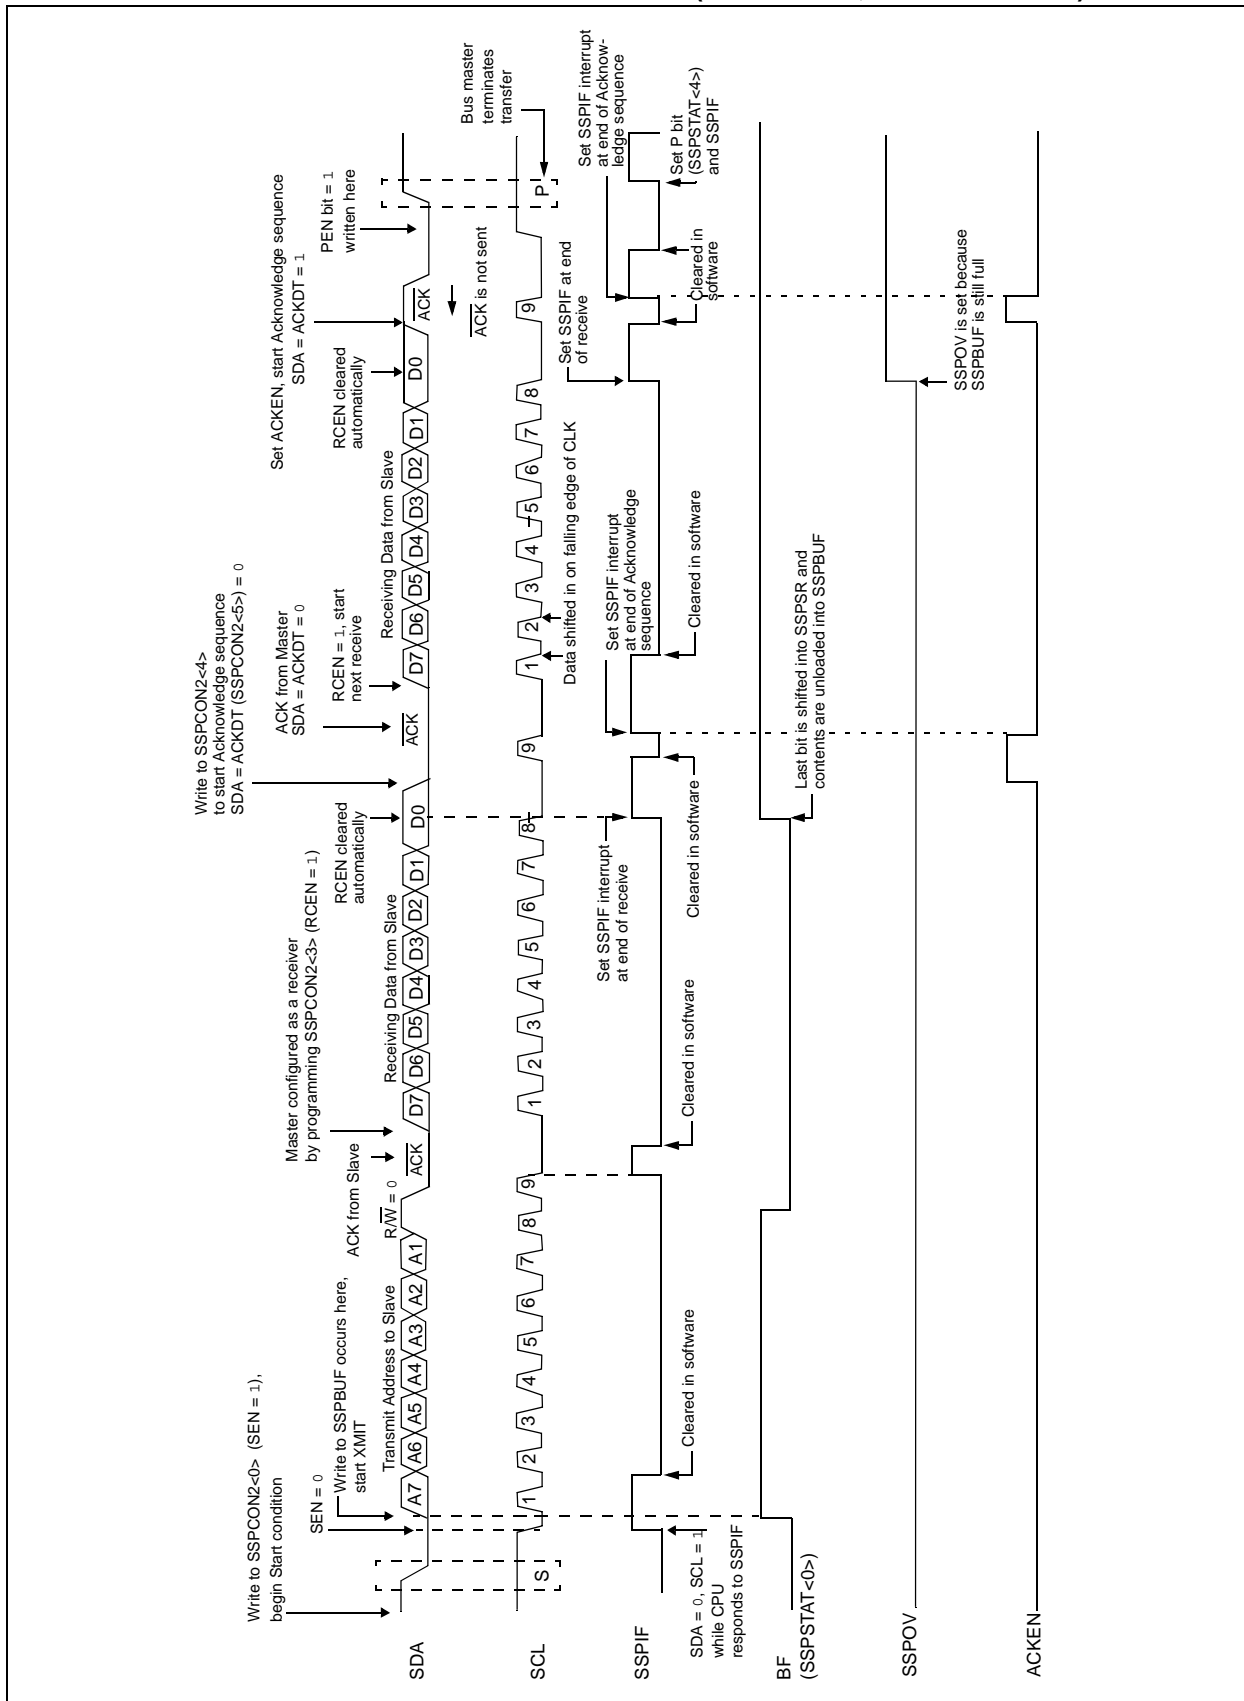 Write to SSPCON2<0> (SEN = 1),
begin Start condition
SEN = 0
Write to SSPBUF occurs here,
start XMIT
Transmit Address to Slave
R/W = 0
ACK from Slave
Master configured as a receiver
by programming SSPCON2<3> (RCEN = 1)
Receiving Data from Slave
RCEN cleared
automatically
Write to SSPCON2<4>
to start Acknowledge sequence
SDA = ACKDT (SSPCON2<5>) = 0
ACK from Master
SDA = ACKDT = 0
RCEN = 1, start
next receive
Receiving Data from Slave
RCEN cleared
automatically
Set ACKEN, start Acknowledge sequence
SDA = ACKDT = 1
PEN bit = 1
written here
SDA
A7 A6 A5 A4 A3 A2 A1 ACK D7 D6 D5 D4 D3 D2 D1 D0 ACK D7 D6 D5 D4 D3 D2 D1 D0 ACK
ACK is not sent
Bus master
terminates
transfer
SCL
S 1 2 3 4 5 6 7 8 9 1 2 3 4 5 6 7 8 9 1 2 3 4 5 6 7 8 9 P
Data shifted in on falling edge of CLK
Set SSPIF interrupt
at end of receive
Set SSPIF interrupt
at end of Acknowledge
sequence
Set SSPIF at end
of receive
Set SSPIF interrupt
at end of Acknow-
ledge sequence
SSPIF
SDA = 0, SCL = 1
while CPU
responds to SSPIF
Cleared in software
Cleared in software
Cleared in software
Cleared in software
Cleared in
software
Set P bit
(SSPSTAT<4>)
and SSPIF
BF
(SSPSTAT<0>)
Last bit is shifted into SSPSR and
contents are unloaded into SSPBUF
SSPOV
SSPOV is set because
SSPBUF is still full
ACKEN